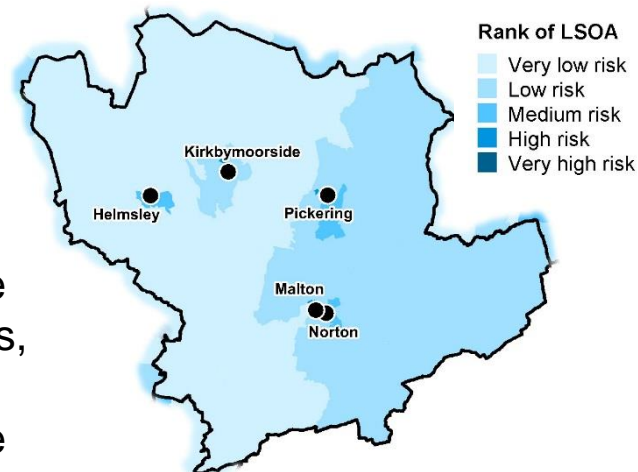 Rank of LSOA
Very low risk
Low risk
Medium risk
High risk
Very high risk
Kirkbymoorside
Helmsley
Pickering
Malton
Norton
e
s,
e